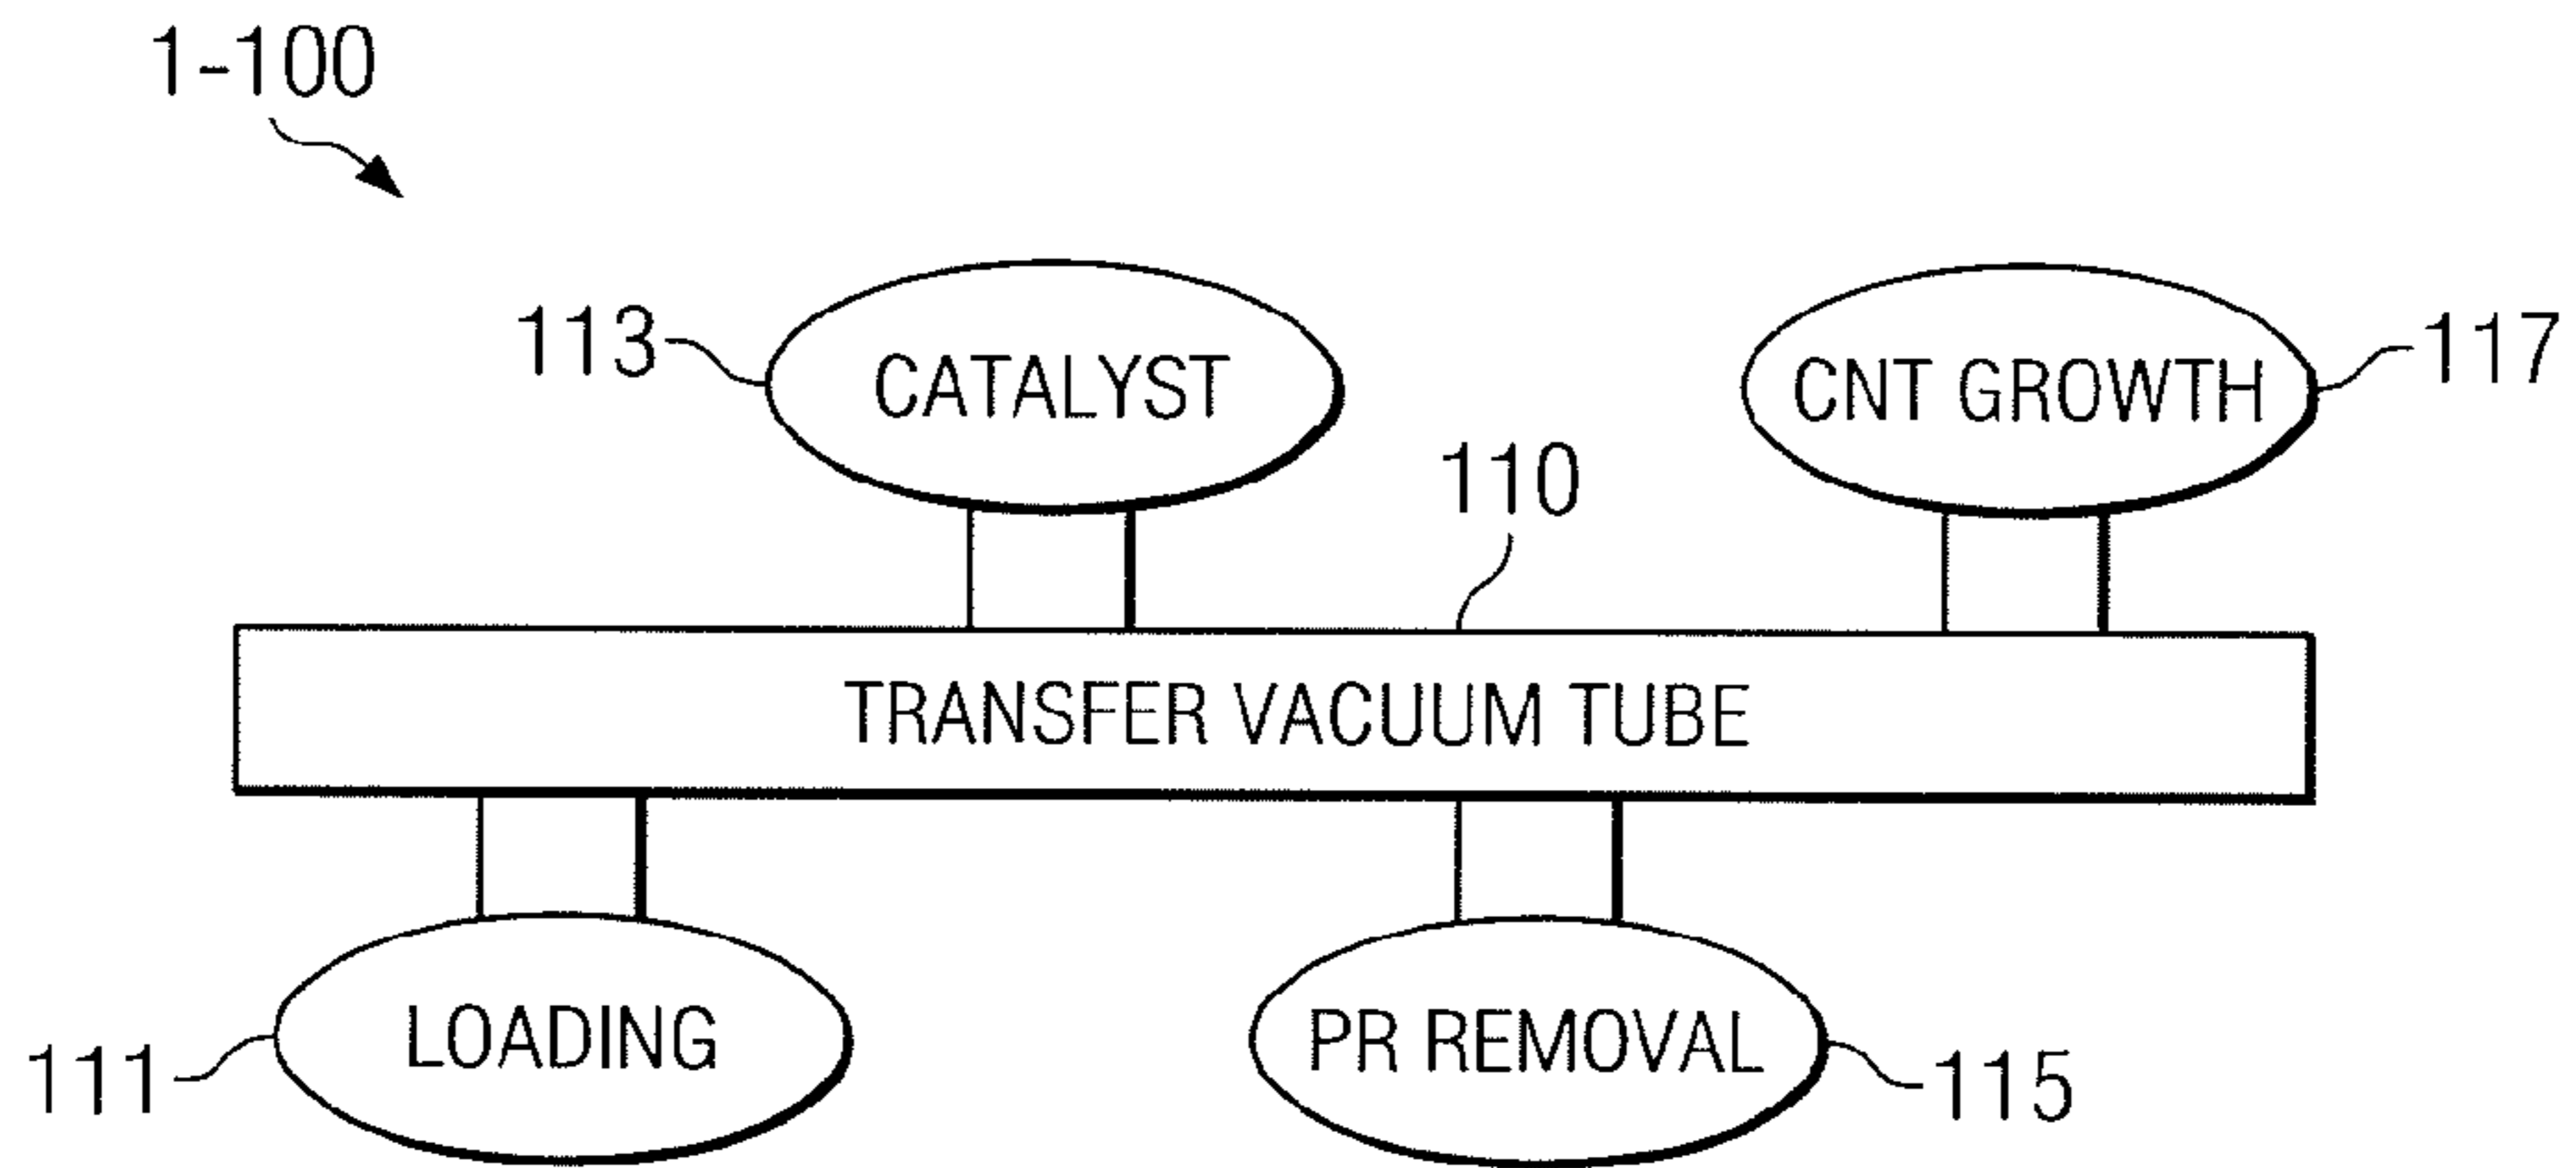 1-100
113
CATALYST
CNT GROWTH
117
110
TRANSFER VACUUM TUBE
111
LOADING
PR REMOVAL
115